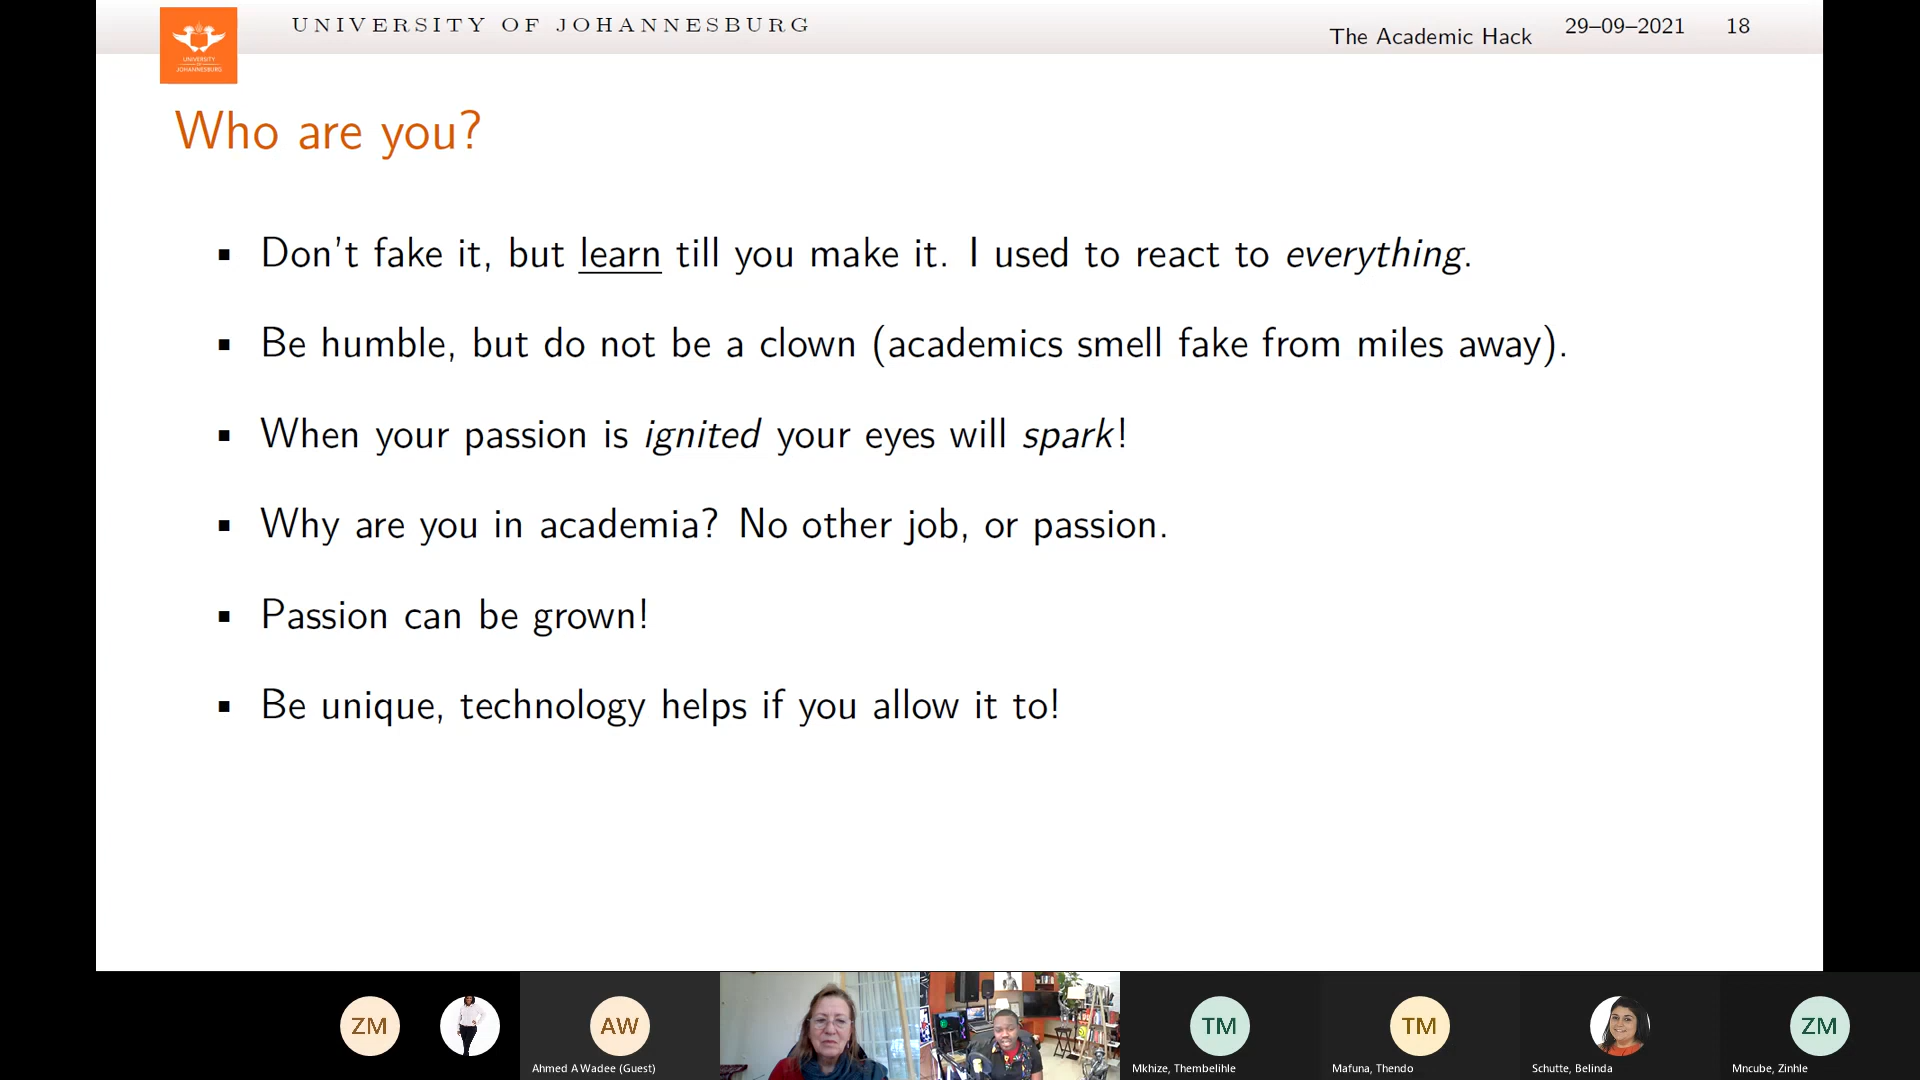 UNIVERSITY OF JOHANNESBURG
The Academic Hack 29–09–2021 18
UNIVERSITY
OF
JOHANNESBURG
Who are you?
Don't fake it, but learn till you make it. I used to react to everything.
Be humble, but do not be a clown (academics smell fake from miles away).
When your passion is ignited your eyes will spark!
Why are you in academia? No other job, or passion.
Passion can be grown!
Be unique, technology helps if you allow it to!
ZM
AW
TM
TM
ZM
Ahmed A Wadee (Guest)
Mkhize, Thembelihle
Mafuna, Thendo
Schutte, Belinda
Mncube, Zinhle